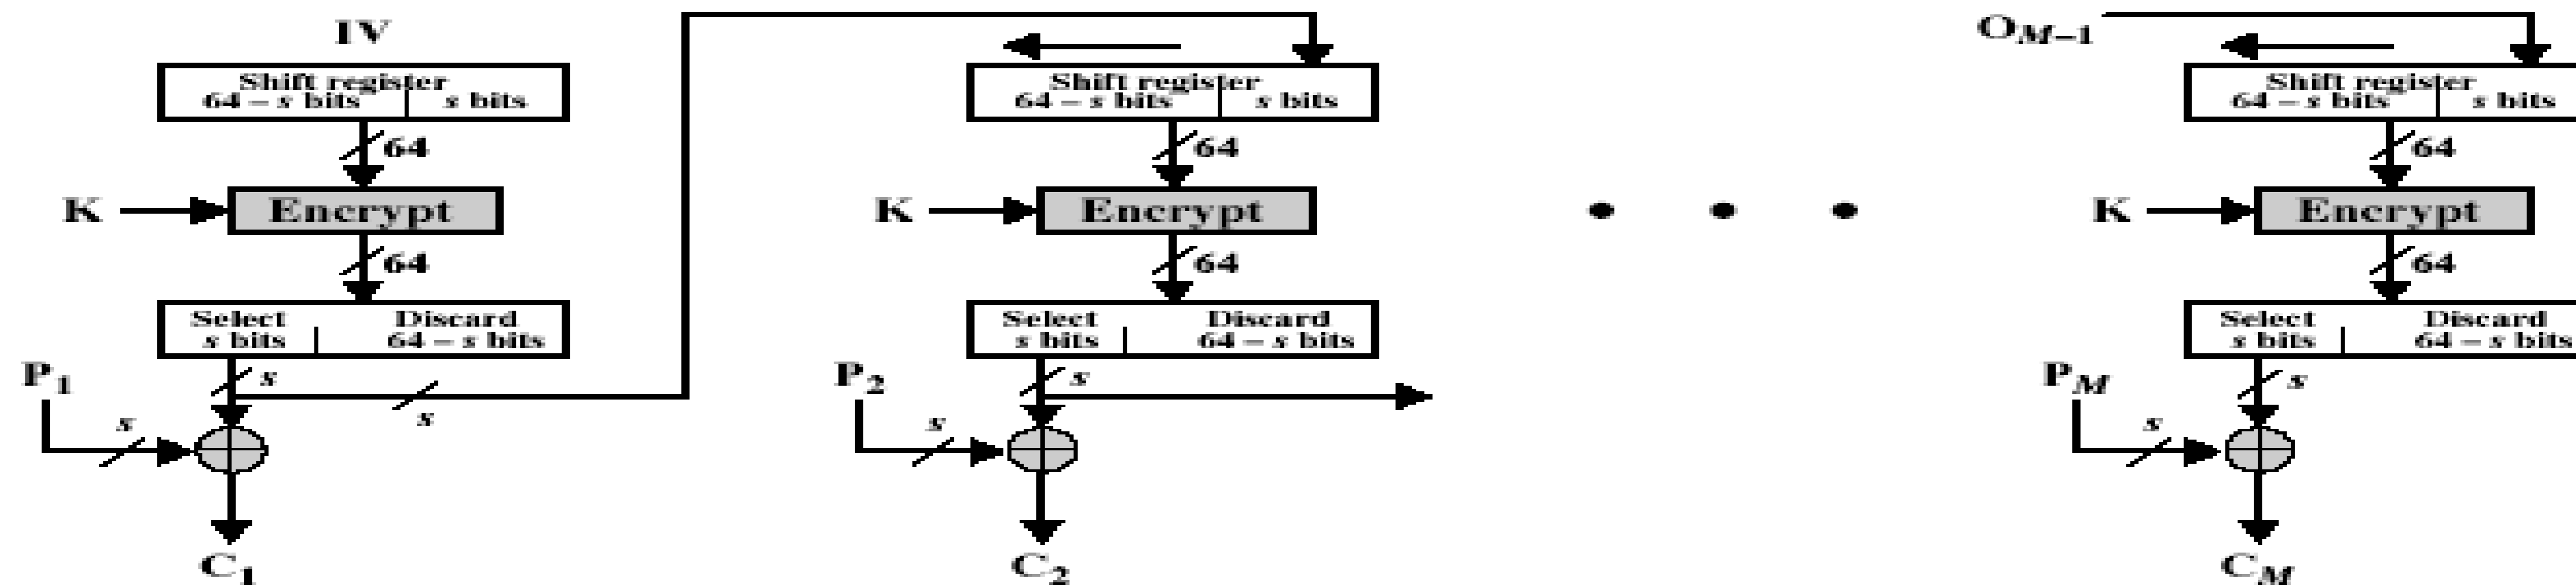 IV
Shift register
64 – s bits | s bits
64
K
Encrypt
64
Select Discard
s bits | 64 – s bits
P1
s
s
s
C1
Shift register
64 – s bits | s bits
64
K
Encrypt
64
Select Discard
s bits | 64 – s bits
P2
s
s
C2
• • •
OM–1
Shift register
64 – s bits | s bits
64
K
Encrypt
64
Select Discard
s bits | 64 – s bits
PM
s
s
CM